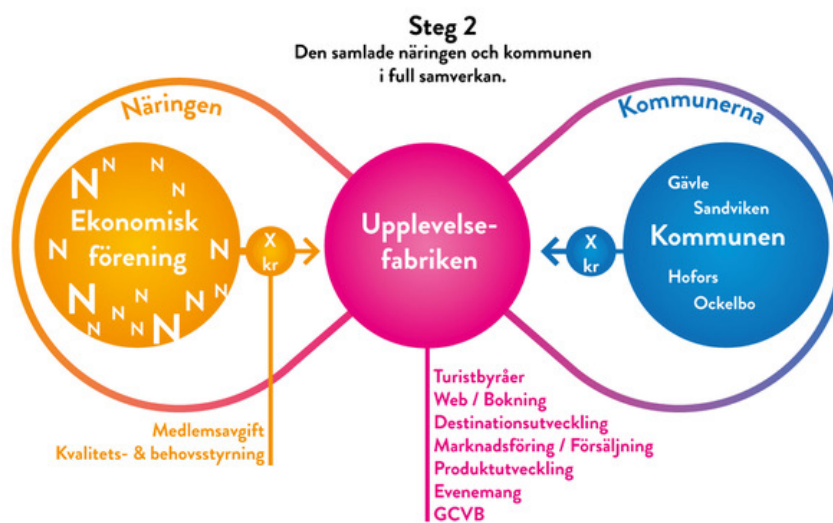 Steg 2
Den samlade näringen och kommunen
i full samverkan.
Näringen
Kommunerna
N N N N N N N N N N N N N N
Ekonomisk
förening
X
kr
Upplevelse-
fabriken
X
kr
Gävle
Sandviken
Kommunen
Hofors
Ockelbo
Medlemsavgift
Kvalitets- & behovsstyrning
Turistbyråer
Web / Bokning
Destinationsutveckling
Marknadsföring / Försäljning
Produktutveckling
Evenemang
GCVB